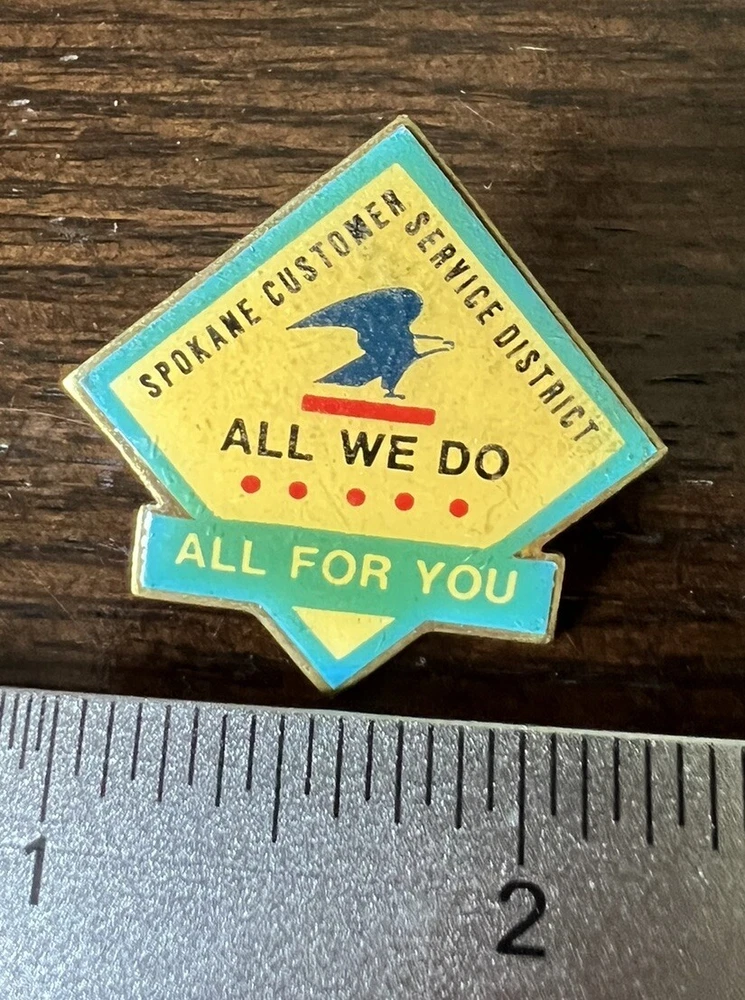 SPOKANE CUSTOMER SERVICE DISTRICT
ALL WE DO
ALL FOR YOU
1
2